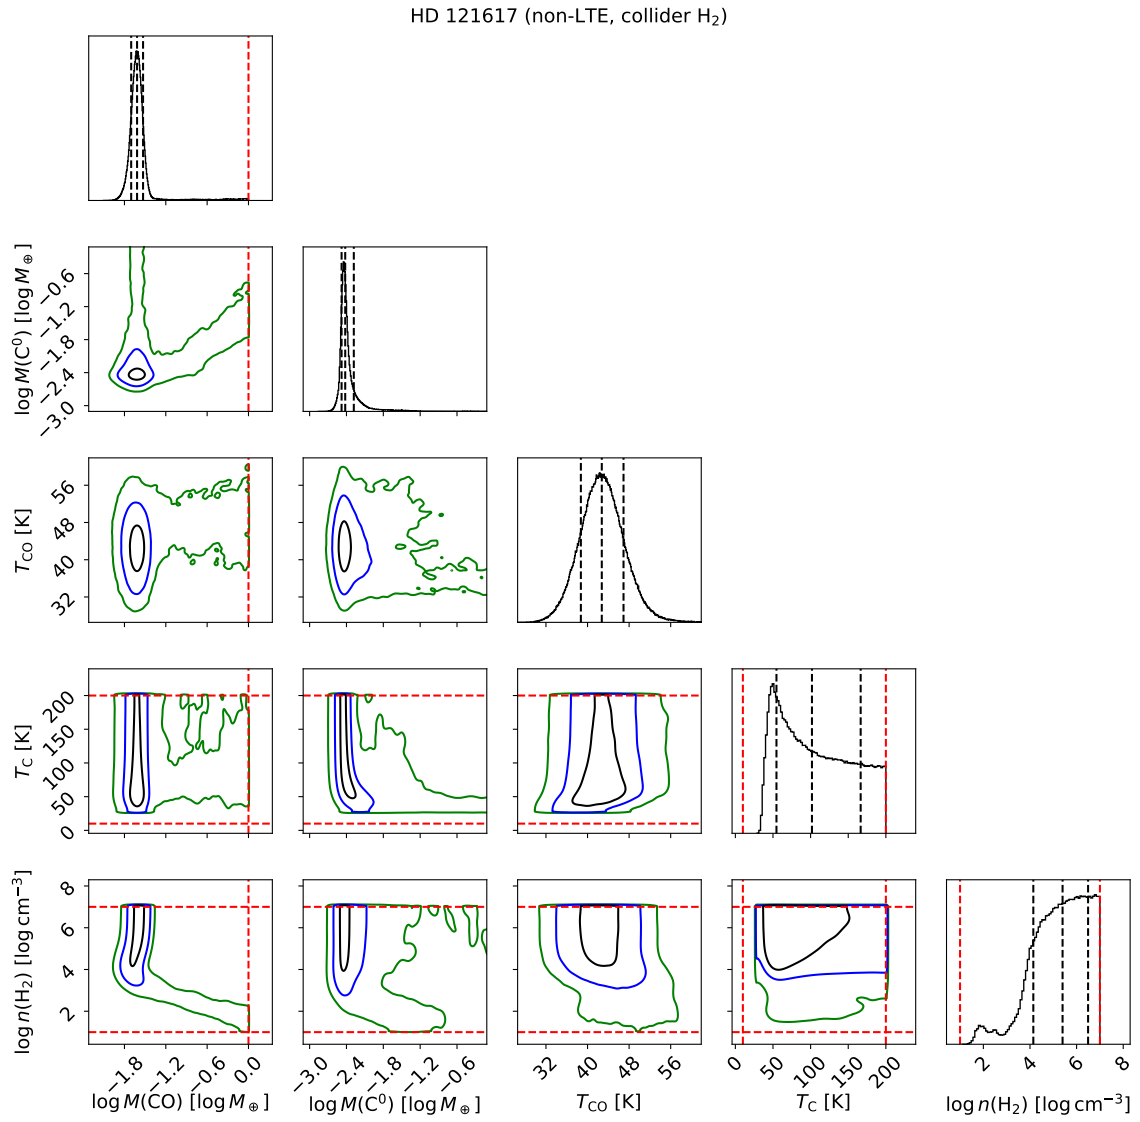 HD 121617 (non-LTE, collider H₂)
log M(C⁰) [log M⊕]
−0.6
−1.2
−1.8
−2.4
−3.0
T_CO [K]
56
48
40
32
T_C [K]
200
150
100
50
0
log n(H₂) [log cm⁻³]
8
6
4
2
−1.8 −1.2 −0.6 0.0
log M(CO) [log M⊕]
−3.0 −2.4 −1.8 −1.2 −0.6
log M(C⁰) [log M⊕]
32 40 48 56
T_CO [K]
0 50 100 150 200
T_C [K]
2 4 6 8
log n(H₂) [log cm⁻³]